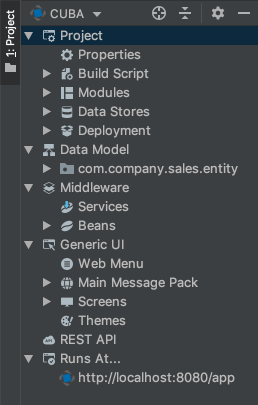 1: Project
CUBA
Project
Properties
Build Script
Modules
Data Stores
Deployment
Data Model
com.company.sales.entity
Middleware
Services
Beans
Generic UI
Web Menu
Main Message Pack
Screens
Themes
REST API
Runs At...
http://localhost:8080/app